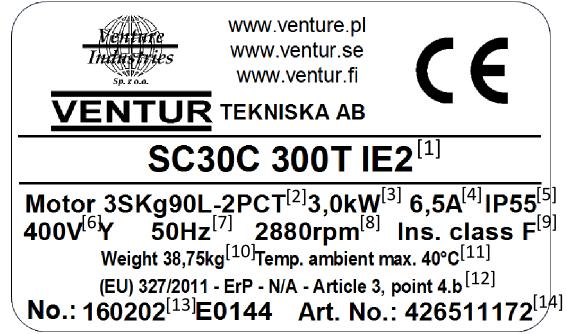 Venture
Industries
Sp. z o.o.
www.venture.pl
www.ventur.se
www.ventur.fi
CE
VENTUR TEKNISKA AB
SC30C 300T IE2[1]
Motor 3SKg90L-2PCT[2] 3,0kW[3] 6,5A[4] IP55[5]
400V[6]Y 50Hz[7] 2880rpm[8] Ins. class F[9]
Weight 38,75kg[10] Temp. ambient max. 40°C[11]
(EU) 327/2011 - ErP - N/A - Article 3, point 4.b[12]
No.: 160202[13]E0144 Art. No.: 426511172[14]